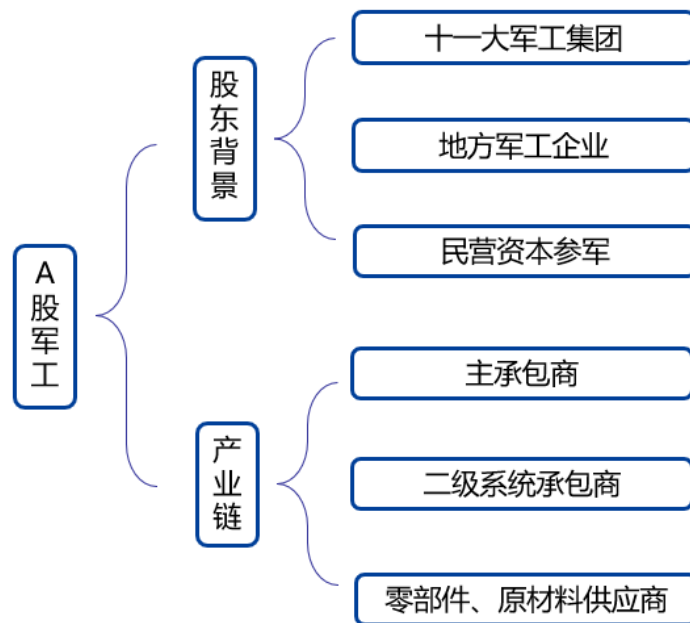 A股军工
股东背景
十一大军工集团
地方军工企业
民营资本参军
产业链
主承包商
二级系统承包商
零部件、原材料供应商